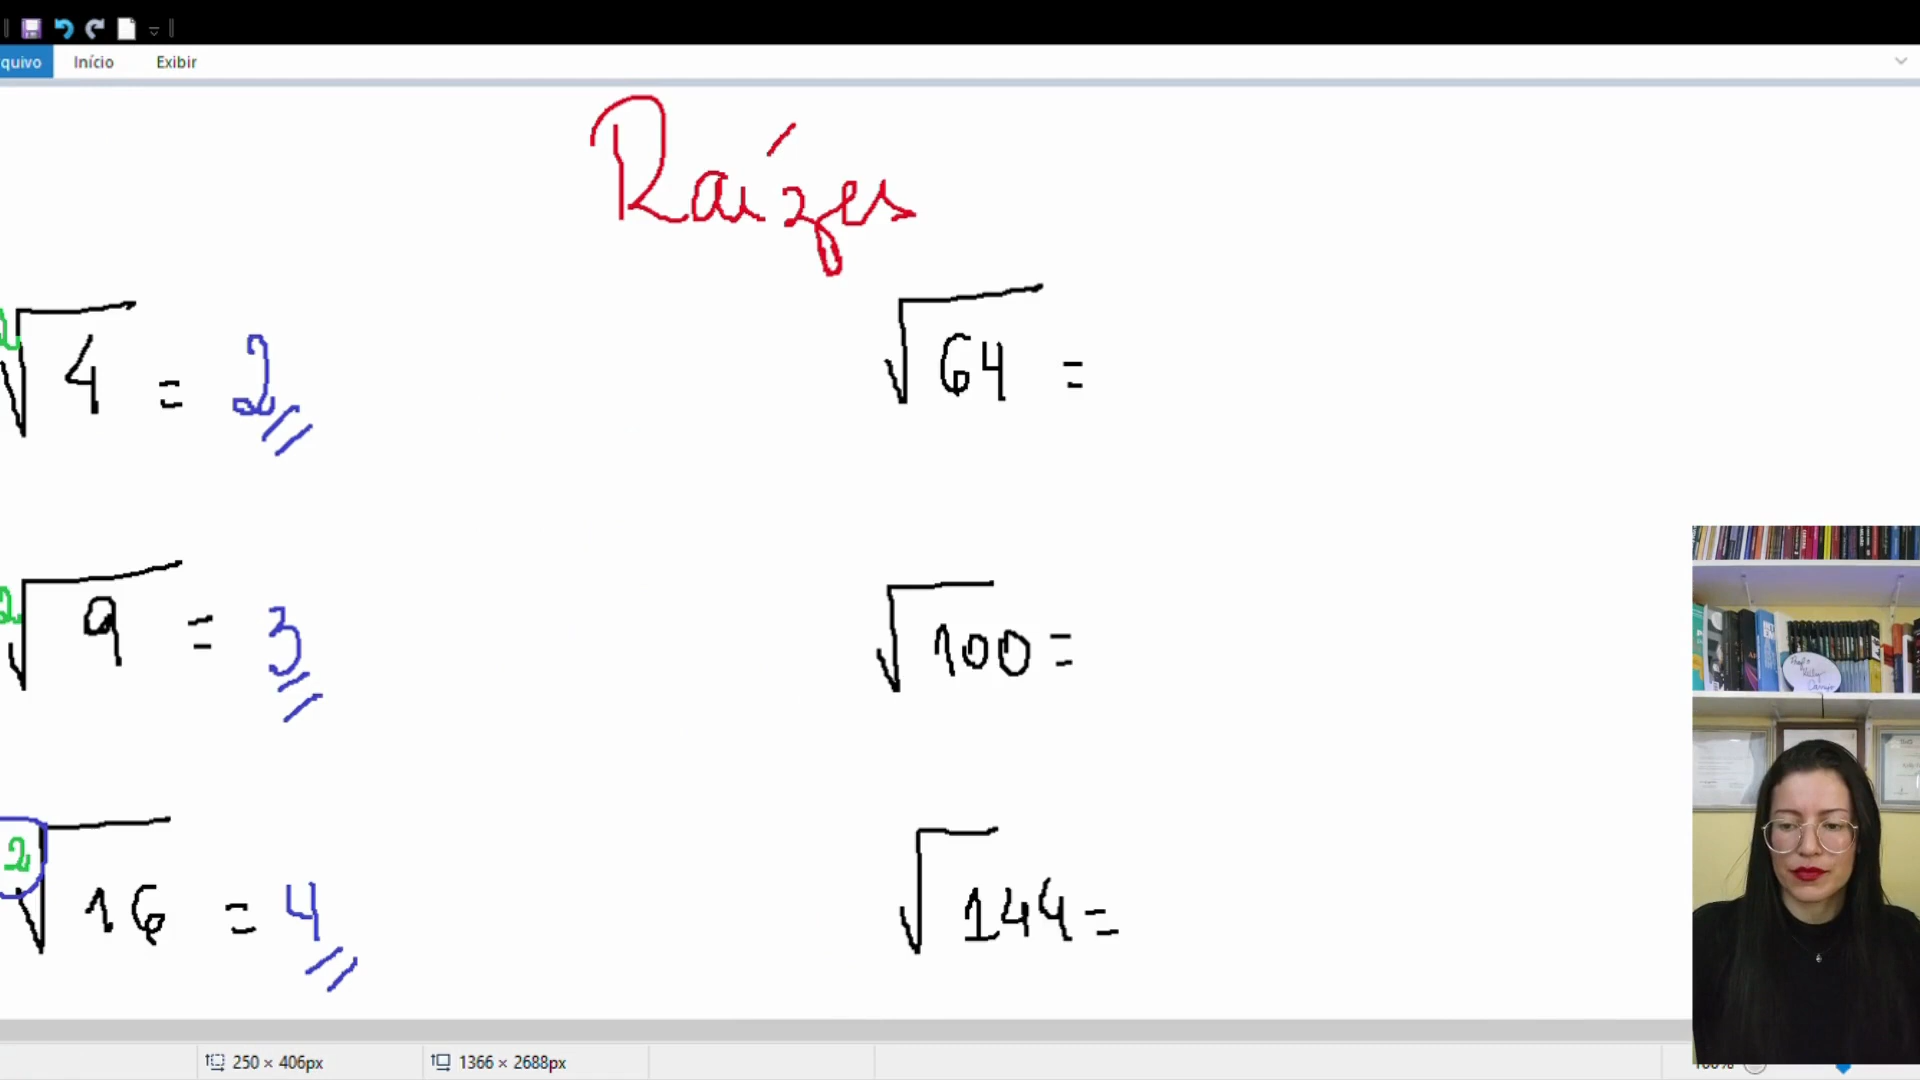 quivo Início Exibir
Raízes
2√4 = 2
√64 =
2√9 = 3
√100 =
2√16 = 4
√144 =
250 × 406px 1366 × 2688px 100%